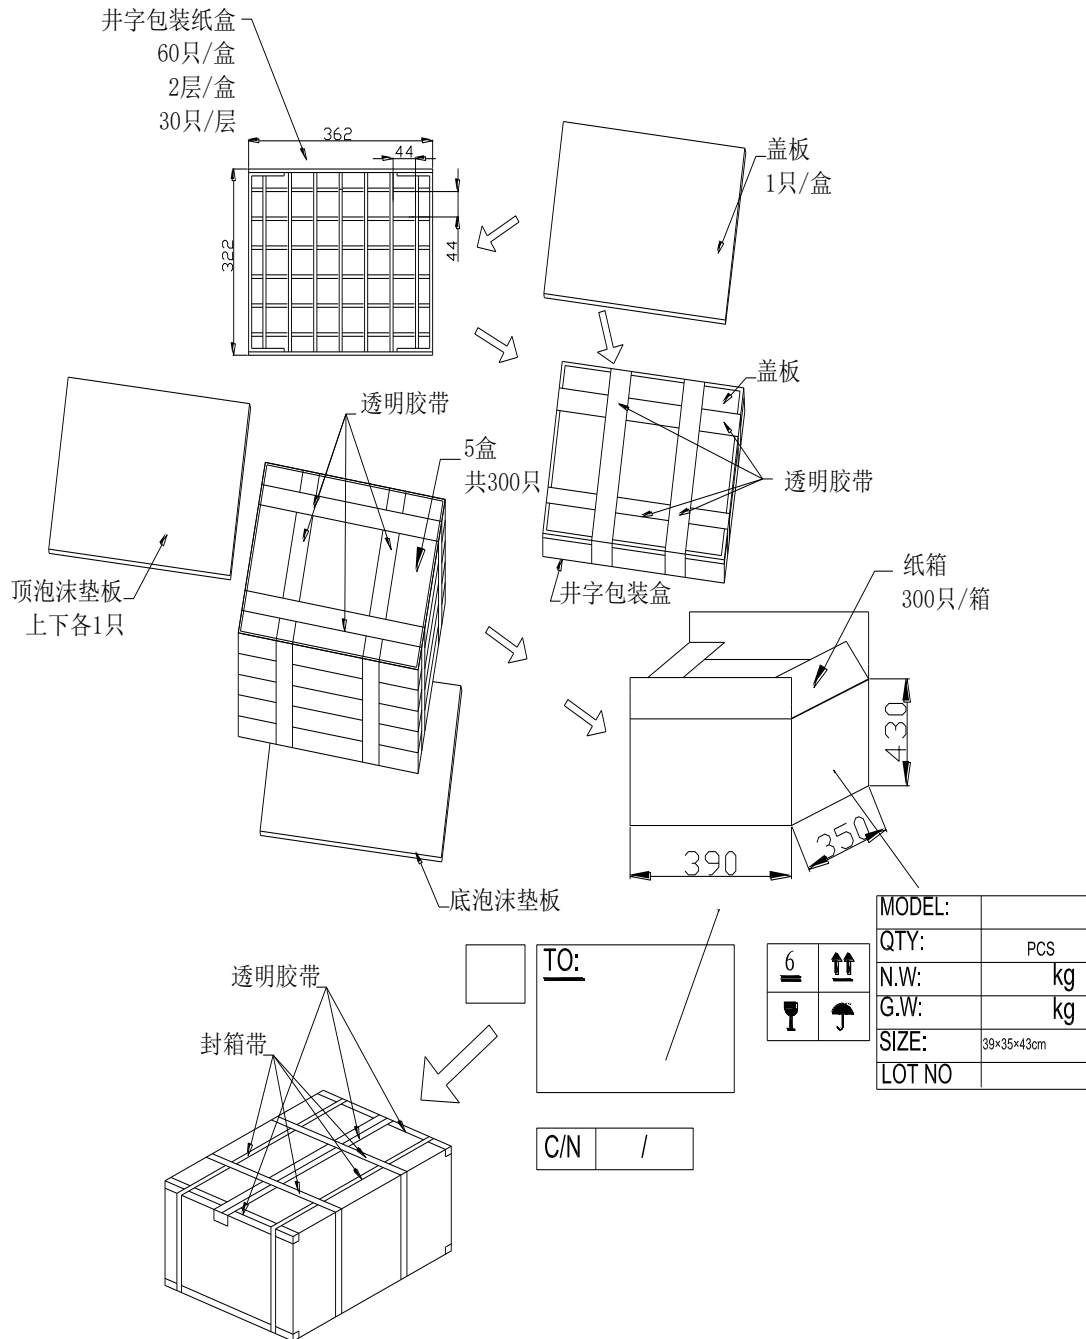 井字包装纸盒
60只/盒
2层/盒
30只/层
362
44
322
44
盖板
1只/盒
盖板
透明胶带
5盒
共300只
透明胶带
顶泡沫垫板
上下各1只
井字包装盒
纸箱
300只/箱
430
350
390
底泡沫垫板
MODEL:
QTY: PCS
N.W: kg
G.W: kg
SIZE: 39×35×43cm
LOT NO
TO:
6
透明胶带
封箱带
C/N /